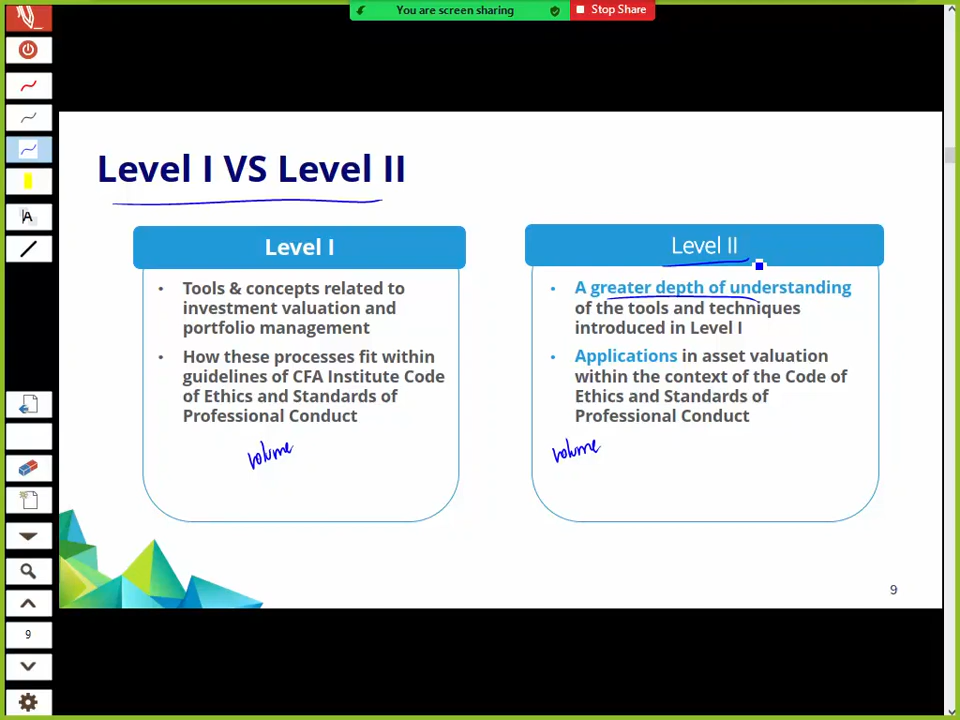 You are screen sharing
Stop Share
A
9
Level I VS Level II
Level I
• Tools & concepts related to
investment valuation and
portfolio management
• How these processes fit within
guidelines of CFA Institute Code
of Ethics and Standards of
Professional Conduct
volume
Level II
• A greater depth of understanding
of the tools and techniques
introduced in Level I
• Applications in asset valuation
within the context of the Code of
Ethics and Standards of
Professional Conduct
volume
9